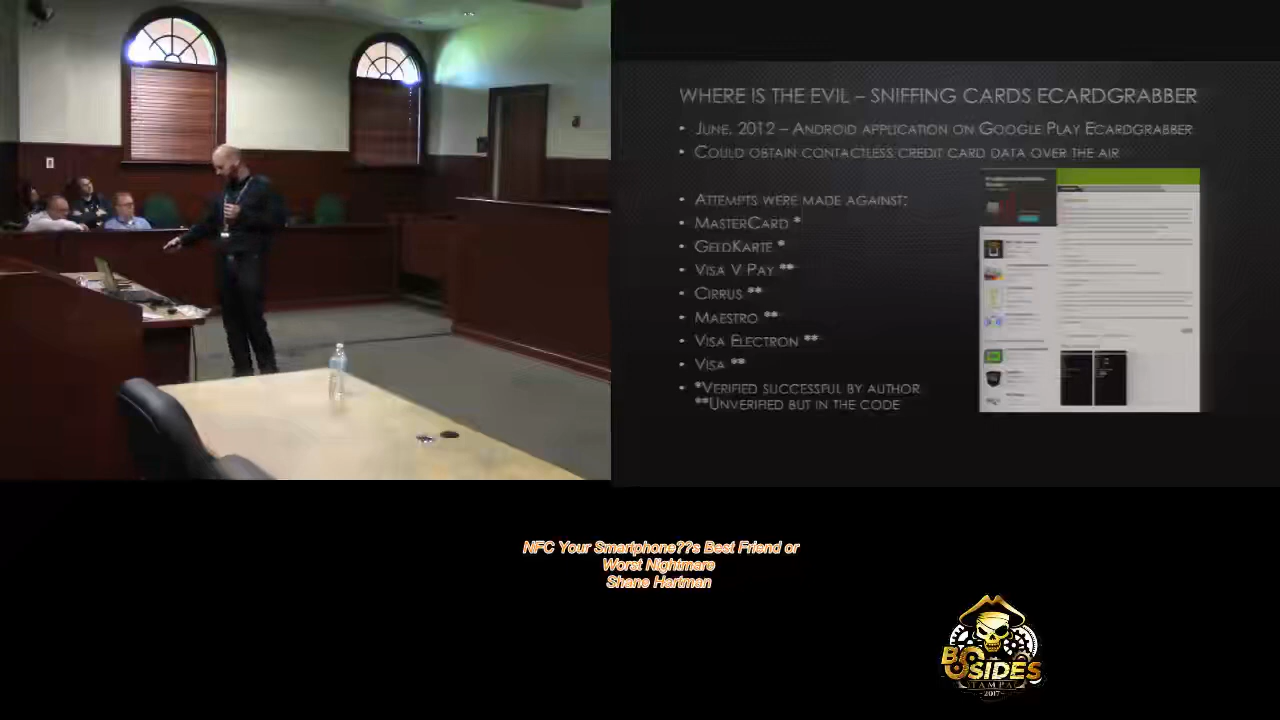 WHERE IS THE EVIL – SNIFFING CARDS ECARDGRABBER
• JUNE, 2012 – ANDROID APPLICATION ON GOOGLE PLAY ECARDGRABBER
• COULD OBTAIN CONTACTLESS CREDIT CARD DATA OVER THE AIR
• ATTEMPTS WERE MADE AGAINST:
• MASTERCARD *
• GELDKARTE *
• VISA V PAY **
• CIRRUS **
• MAESTRO **
• VISA ELECTRON **
• VISA **
• *VERIFIED SUCCESSFUL BY AUTHOR
**UNVERIFIED BUT IN THE CODE
NFC Your Smartphone??s Best Friend or
Worst Nightmare
Shane Hartman
B SIDES
TAMPA
2017